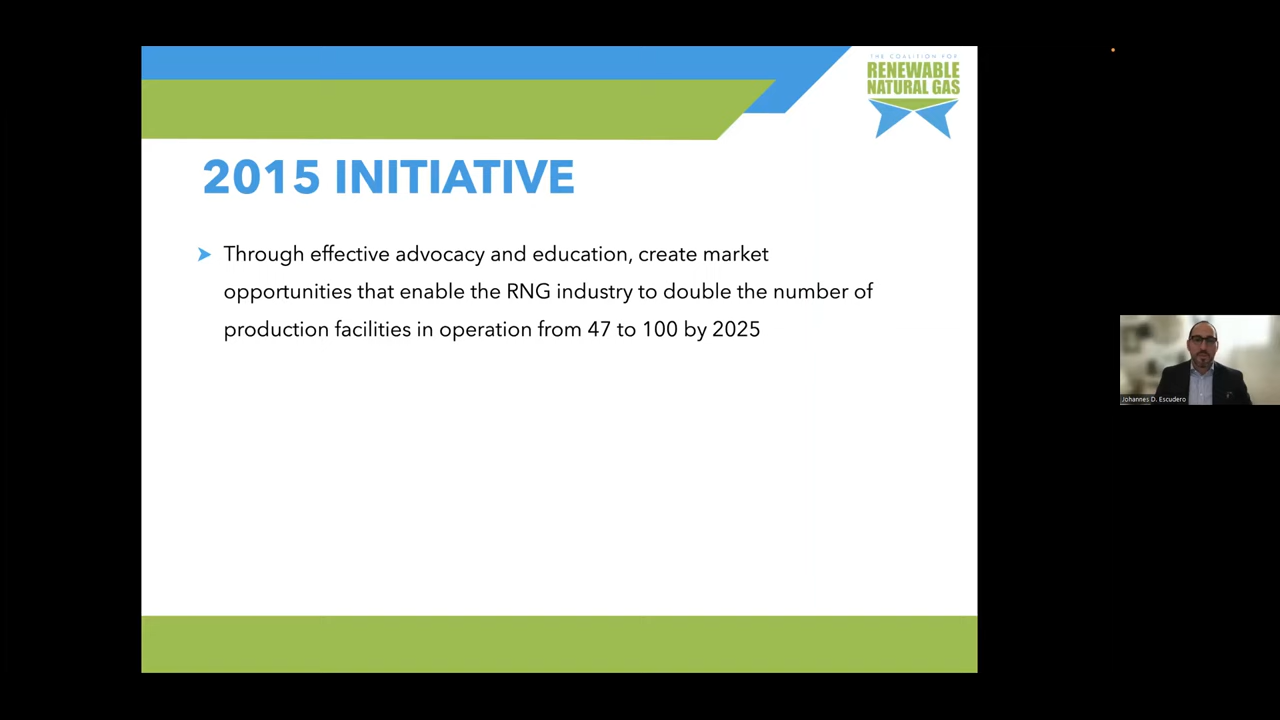 THE COALITION FOR
RENEWABLE
NATURAL GAS
2015 INITIATIVE
Through effective advocacy and education, create market
opportunities that enable the RNG industry to double the number of
production facilities in operation from 47 to 100 by 2025
Johannes D. Escudero